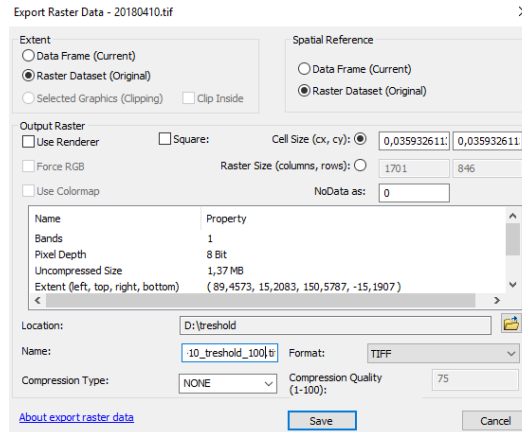 Export Raster Data - 20180410.tif
Extent
Data Frame (Current)
Raster Dataset (Original)
Selected Graphics (Clipping) Clip Inside
Spatial Reference
Data Frame (Current)
Raster Dataset (Original)
Output Raster
Use Renderer Square: Cell Size (cx, cy): 0,035932611 0,035932611
Force RGB Raster Size (columns, rows): 1701 846
Use Colormap NoData as: 0
Name Property
Bands 1
Pixel Depth 8 Bit
Uncompressed Size 1,37 MB
Extent (left, top, right, bottom) ( 89,4573, 15,2083, 150,5787, -15,1907 )
Location: D:\treshold
Name: 10_treshold_100.ti Format: TIFF
Compression Type: NONE Compression Quality (1-100): 75
About export raster data Save Cancel